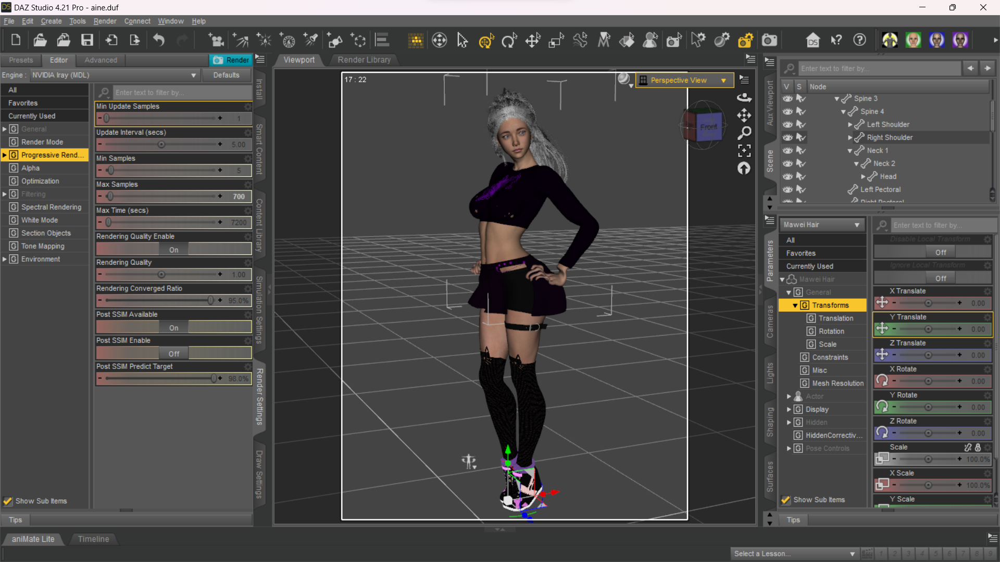 DAZ Studio 4.21 Pro - aine.duf
File Edit Create Tools Render Connect Window Help
Presets Editor Advanced Render
Engine : NVIDIA Iray (MDL) Defaults
All
Favorites
Currently Used
General
Render Mode
Progressive Rend...
Alpha
Optimization
Filtering
Spectral Rendering
White Mode
Section Objects
Tone Mapping
Environment
Show Sub Items
Tips
Enter text to filter by...
Min Update Samples
1
Update Interval (secs)
5.00
Min Samples
5
Max Samples
700
Max Time (secs)
7200
Rendering Quality Enable
On
Rendering Quality
1.00
Rendering Converged Ratio
95.0%
Post SSIM Available
On
Post SSIM Enable
Off
Post SSIM Predict Target
98.0%
Install
Smart Content
Content Library
Simulation Settings
Render Settings
Draw Settings
Viewport Render Library
17 : 22
Perspective View
Front
Aux Viewport
Scene
Enter text to filter by...
V S Node
Spine 3
Spine 4
Left Shoulder
Right Shoulder
Neck 1
Neck 2
Head
Left Pectoral
Right Pectoral
Parameters
Cameras
Lights
Shaping
Surfaces
Mawei Hair
All
Favorites
Currently Used
Mawei Hair
General
Transforms
Translation
Rotation
Scale
Constraints
Misc
Mesh Resolution
Actor
Display
Hidden
HiddenCorrectiv...
Pose Controls
Show Sub Items
Tips
Enter text to filter by...
Disable Local Transform
Off
Ignore Local Transform
Off
X Translate
0.00
Y Translate
0.00
Z Translate
0.00
X Rotate
0.00
Y Rotate
0.00
Z Rotate
0.00
Scale
100.0%
X Scale
100.0%
Y Scale
aniMate Lite Timeline
Select a Lesson... 1 2 3 4 5 6 7 8 9